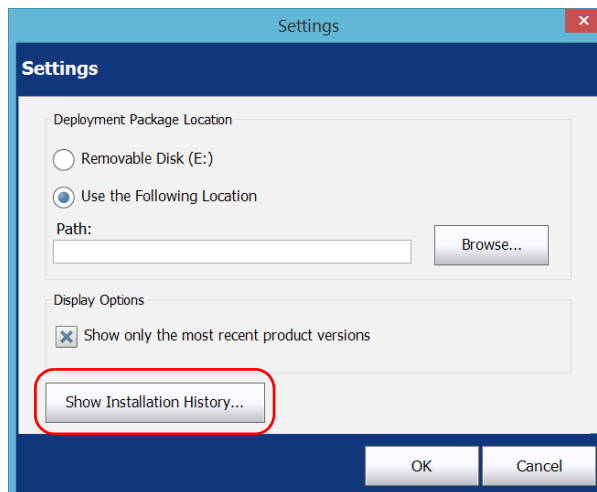 Settings
Settings
Deployment Package Location
Removable Disk (E:)
Use the Following Location
Path:
Browse...
Display Options
Show only the most recent product versions
Show Installation History...
OK Cancel